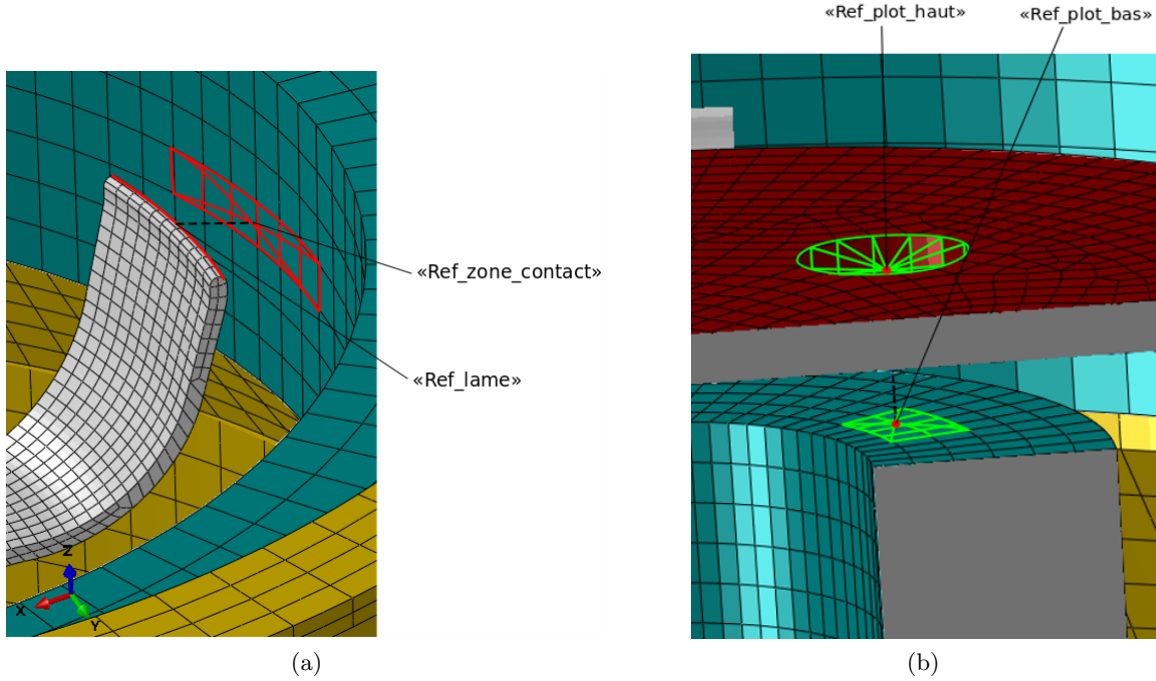 «Ref_plot_haut» «Ref_plot_bas»
«Ref_zone_contact»
«Ref_lame»
Z
X
Y
(a) (b)